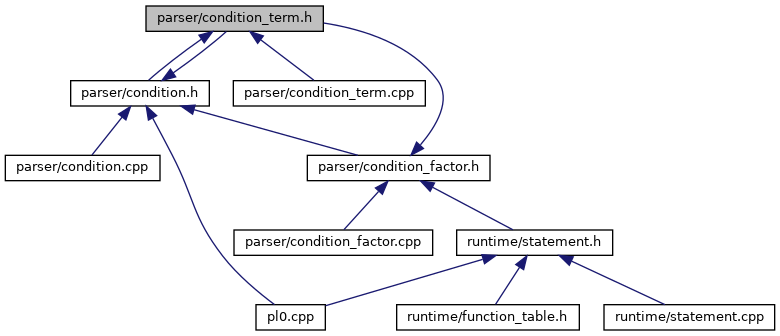 parser/condition_term.h
parser/condition.h
parser/condition_term.cpp
parser/condition.cpp
parser/condition_factor.h
parser/condition_factor.cpp
runtime/statement.h
pl0.cpp
runtime/function_table.h
runtime/statement.cpp